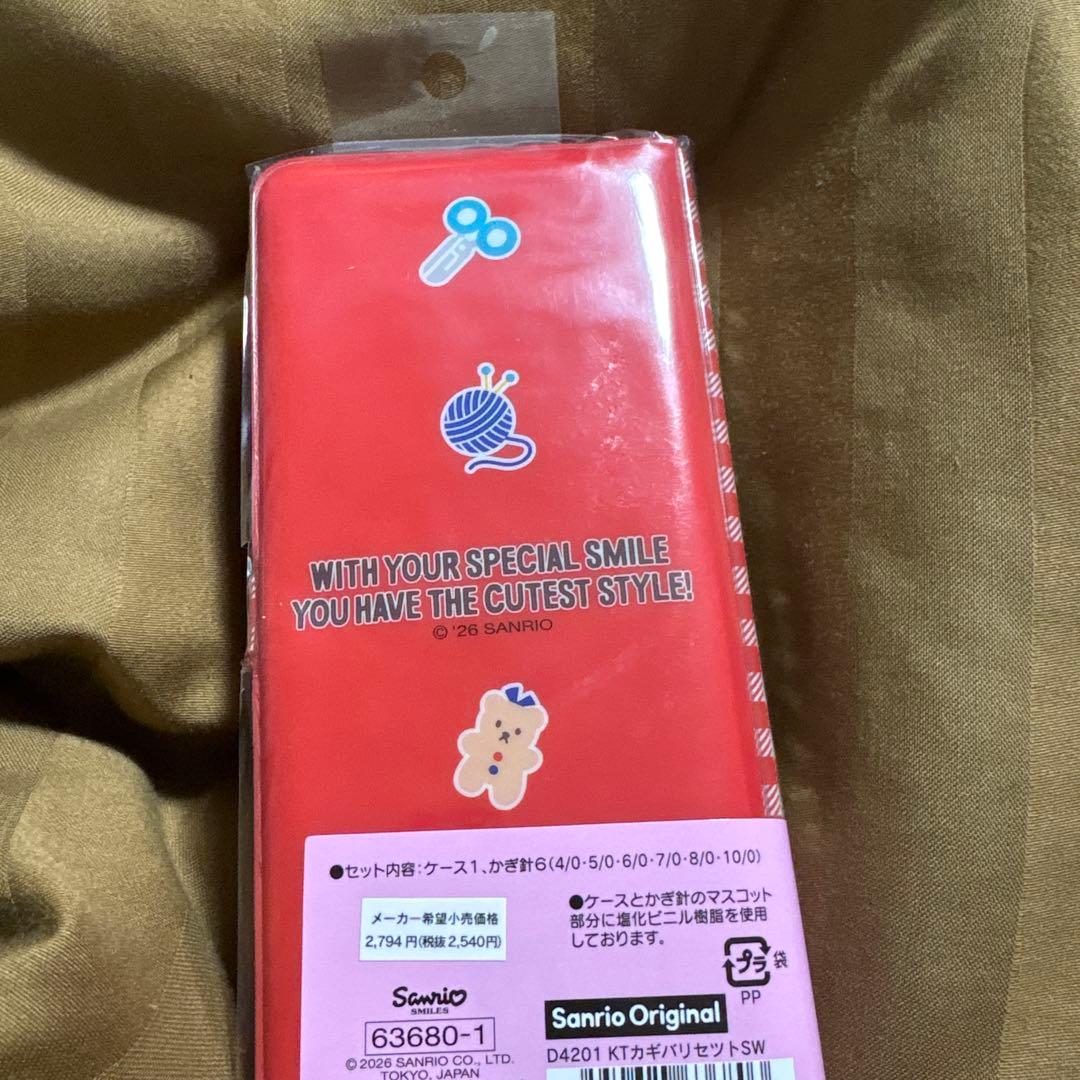 WITH YOUR SPECIAL SMILE
YOU HAVE THE CUTEST STYLE!
© '26 SANRIO
●セット内容:ケース1、かぎ針6(4/0・5/0・6/0・7/0・8/0・10/0)
メーカー希望小売価格
2,794円(税抜2,540円)
●ケースとかぎ針のマスコット
部分に塩化ビニル樹脂を使用
しております。
プラ
袋
PP
Sanrio
SMILES
63680-1
© 2026 SANRIO CO., LTD.
TOKYO, JAPAN
Sanrio Original
D4201 KTカギバリセツトSW